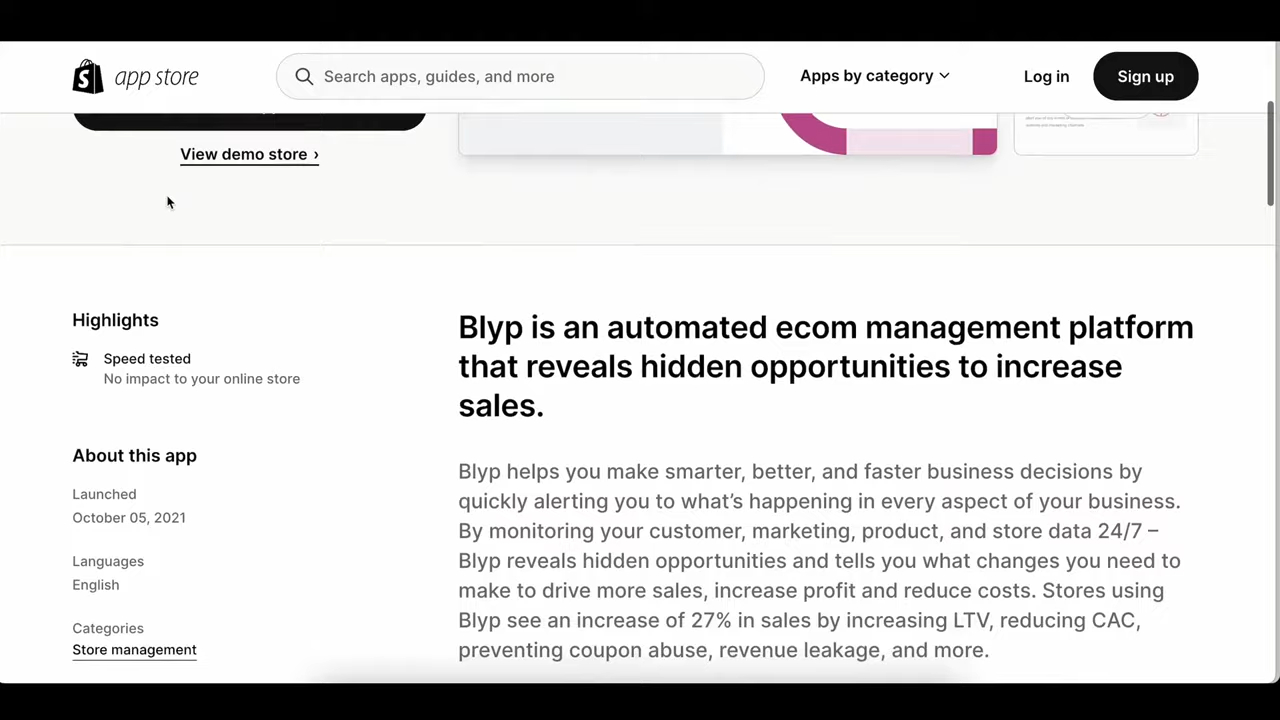 app store
Search apps, guides, and more
Apps by category
Log in
Sign up
View demo store ›
Highlights
Speed tested
No impact to your online store
About this app
Launched
October 05, 2021
Languages
English
Categories
Store management
Blyp is an automated ecom management platform
that reveals hidden opportunities to increase
sales.
Blyp helps you make smarter, better, and faster business decisions by
quickly alerting you to what’s happening in every aspect of your business.
By monitoring your customer, marketing, product, and store data 24/7 –
Blyp reveals hidden opportunities and tells you what changes you need to
make to drive more sales, increase profit and reduce costs. Stores using
Blyp see an increase of 27% in sales by increasing LTV, reducing CAC,
preventing coupon abuse, revenue leakage, and more.